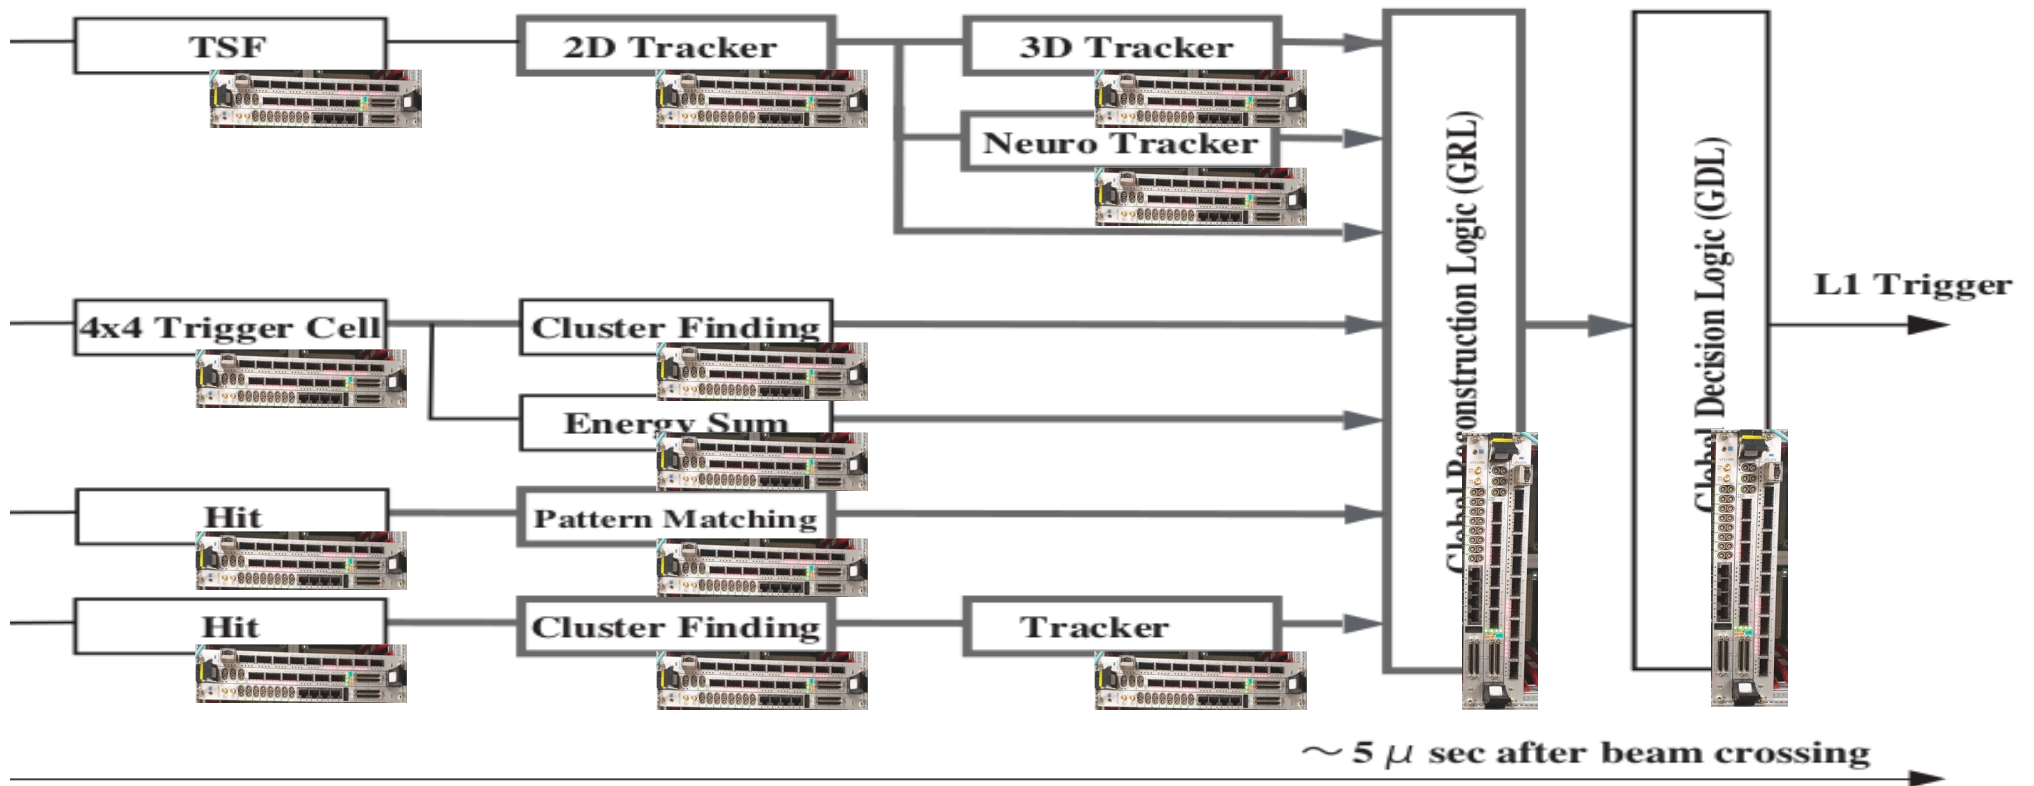 TSF
2D Tracker
3D Tracker
Neuro Tracker
4x4 Trigger Cell
Cluster Finding
Energy Sum
Hit
Pattern Matching
Hit
Cluster Finding
Tracker
Global Reconstruction Logic (GRL)
Global Decision Logic (GDL)
L1 Trigger
～ 5 μ sec after beam crossing